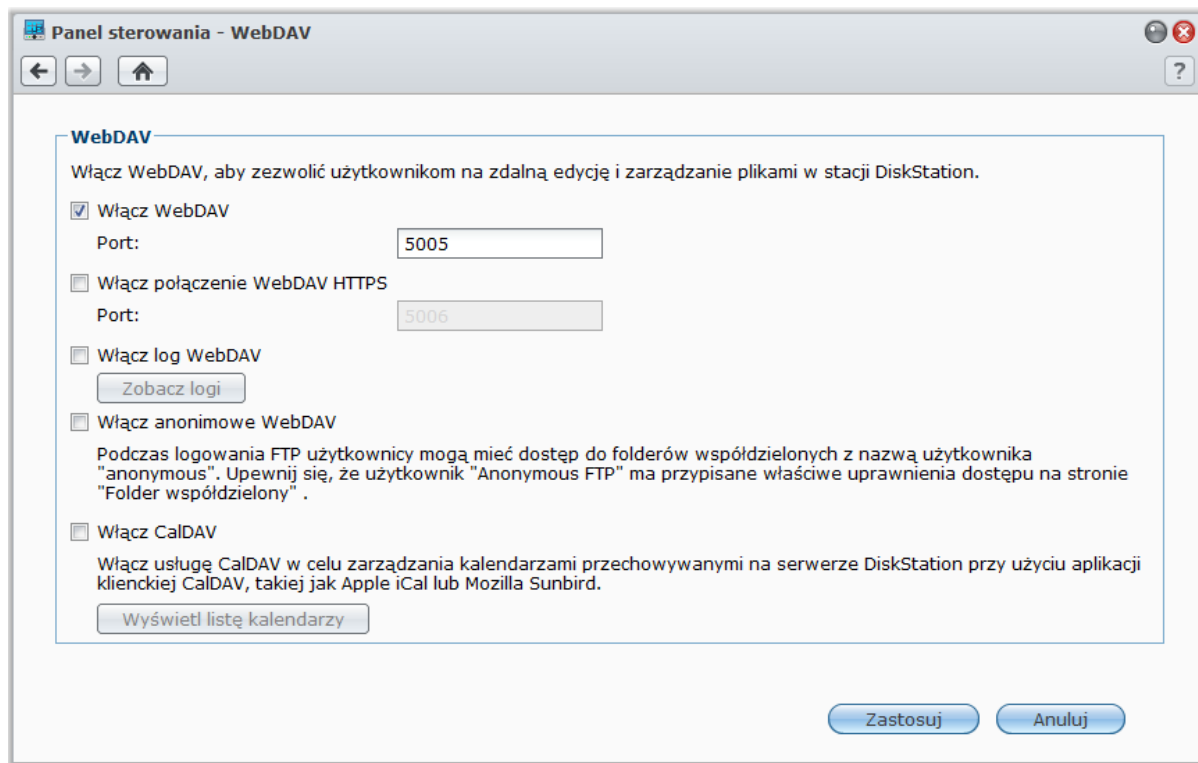 Panel sterowania - WebDAV
?
WebDAV
Włącz WebDAV, aby zezwolić użytkownikom na zdalną edycję i zarządzanie plikami w stacji DiskStation.
Włącz WebDAV
Port: 5005
Włącz połączenie WebDAV HTTPS
Port: 5006
Włącz log WebDAV
Zobacz logi
Włącz anonimowe WebDAV
Podczas logowania FTP użytkownicy mogą mieć dostęp do folderów współdzielonych z nazwą użytkownika
"anonymous". Upewnij się, że użytkownik "Anonymous FTP" ma przypisane właściwe uprawnienia dostępu na stronie
"Folder współdzielony" .
Włącz CalDAV
Włącz usługę CalDAV w celu zarządzania kalendarzami przechowywanymi na serwerze DiskStation przy użyciu aplikacji
klienckiej CalDAV, takiej jak Apple iCal lub Mozilla Sunbird.
Wyświetl listę kalendarzy
Zastosuj Anuluj